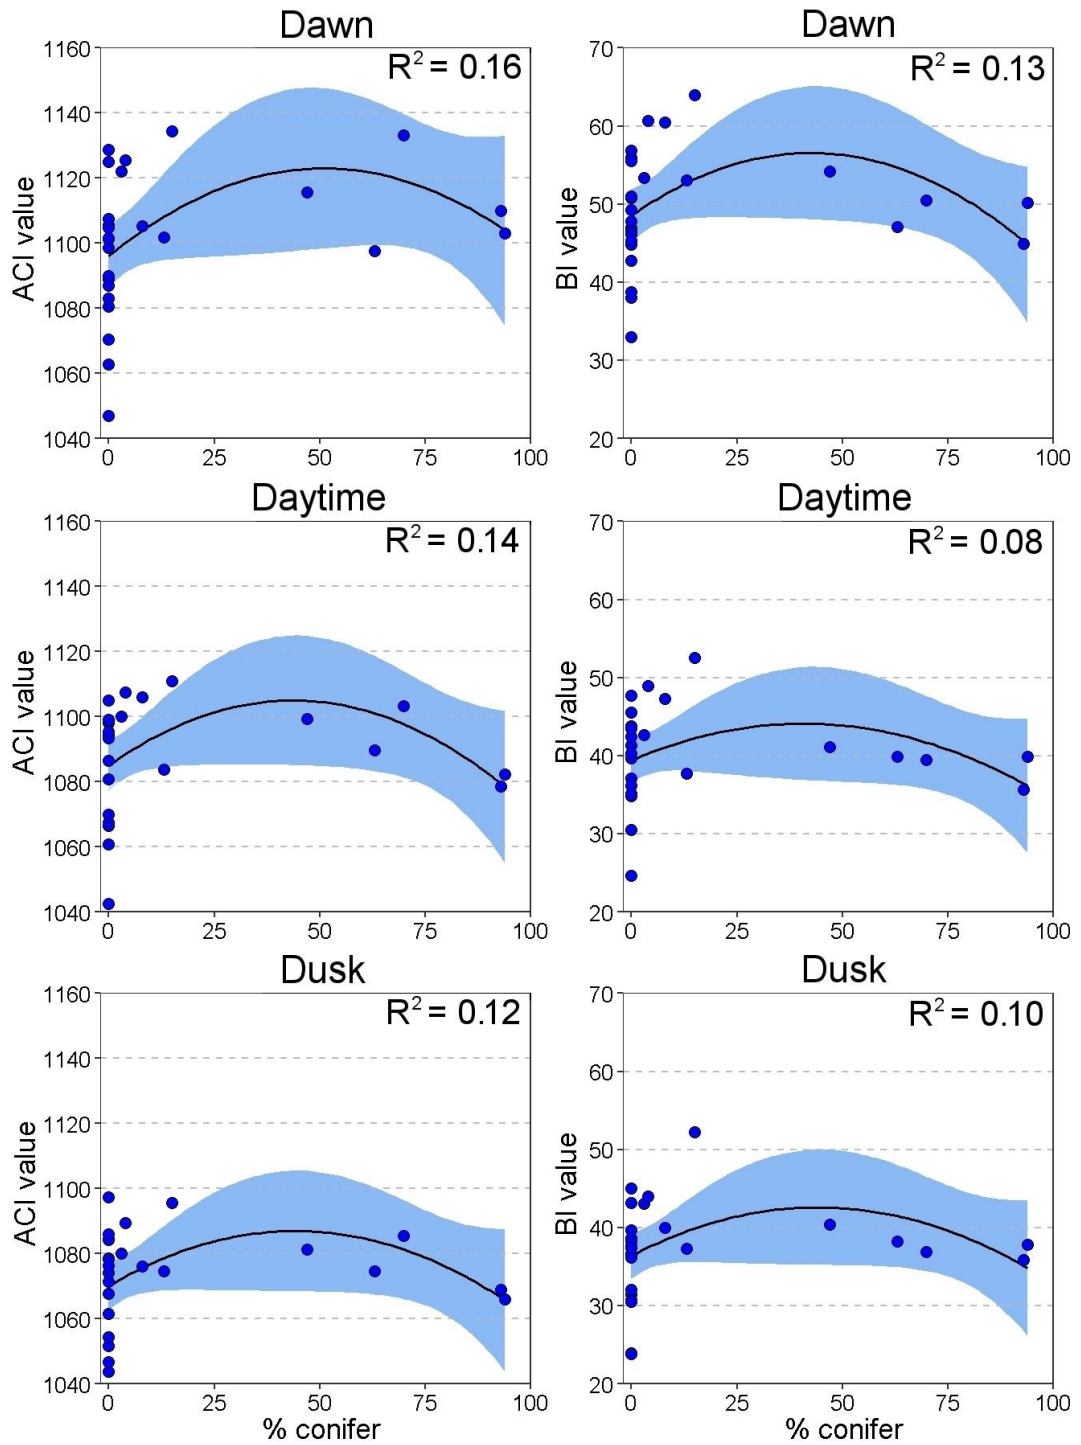 Dawn
R² = 0.16
ACI value
1160
1140
1120
1100
1080
1060
1040
0 25 50 75 100
Dawn
R² = 0.13
BI value
70
60
50
40
30
20
0 25 50 75 100
Daytime
R² = 0.14
ACI value
1160
1140
1120
1100
1080
1060
1040
0 25 50 75 100
Daytime
R² = 0.08
BI value
70
60
50
40
30
20
0 25 50 75 100
Dusk
R² = 0.12
ACI value
1160
1140
1120
1100
1080
1060
1040
0 25 50 75 100
% conifer
Dusk
R² = 0.10
BI value
70
60
50
40
30
20
0 25 50 75 100
% conifer